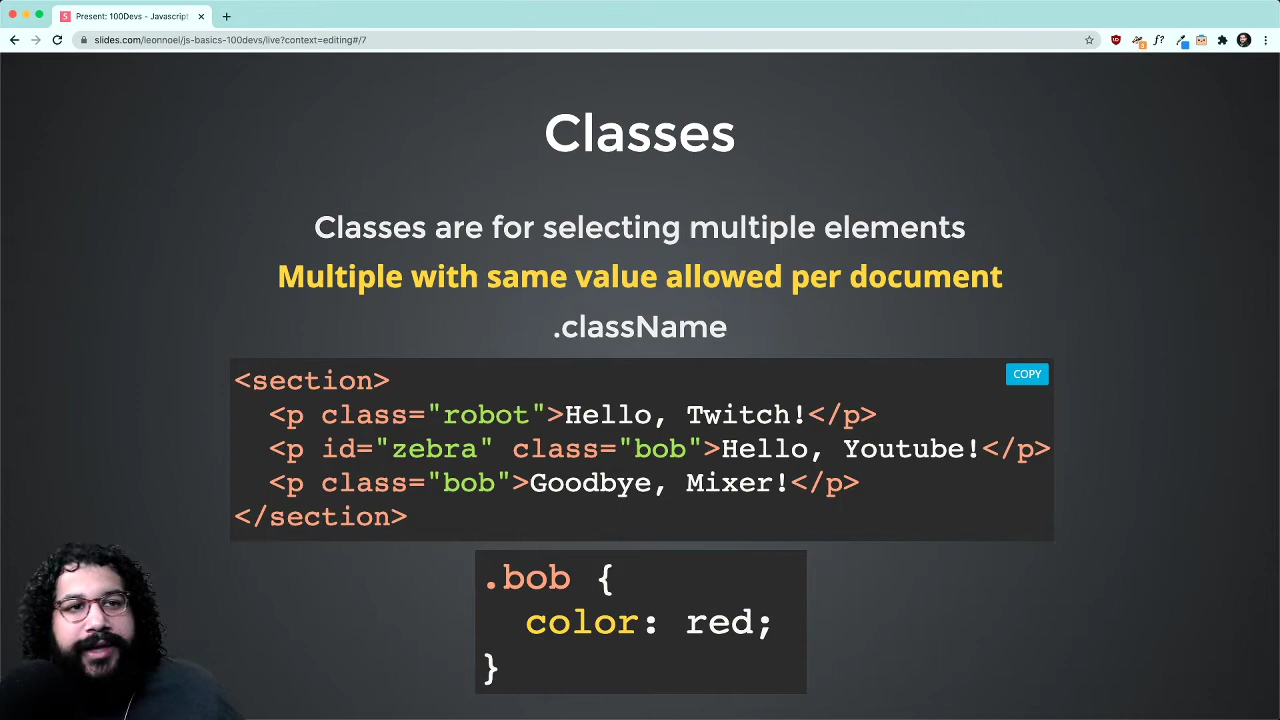 Present: 100Devs - Javascript
slides.com/leonnoel/js-basics-100devs/live?context=editing#/7
Classes
Classes are for selecting multiple elements
Multiple with same value allowed per document
.className
COPY
<section>
  <p class="robot">Hello, Twitch!</p>
  <p id="zebra" class="bob">Hello, Youtube!</p>
  <p class="bob">Goodbye, Mixer!</p>
</section>
.bob {
  color: red;
}